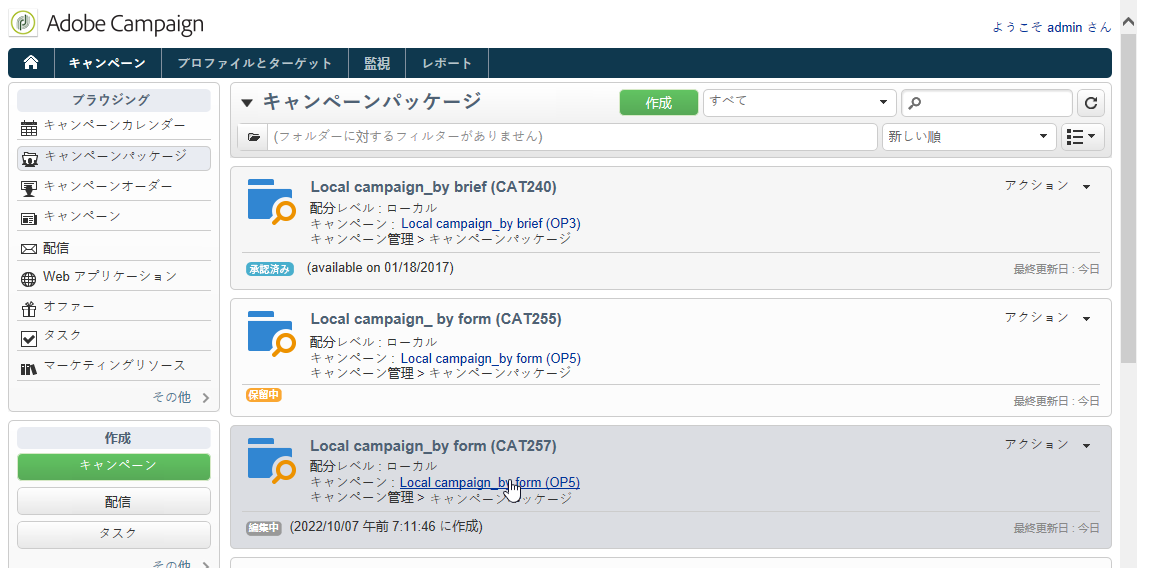 Adobe Campaign
ようこそ admin さん
キャンペーン プロファイルとターゲット 監視 レポート
ブラウジング
キャンペーンカレンダー
キャンペーンパッケージ
キャンペーンオーダー
キャンペーン
配信
Web アプリケーション
オファー
タスク
マーケティングリソース
その他
作成
キャンペーン
配信
タスク
その他
キャンペーンパッケージ 作成 すべて
(フォルダーに対するフィルターがありません) 新しい順
Local campaign_by brief (CAT240) アクション
配分レベル : ローカル
キャンペーン : Local campaign_by brief (OP3)
キャンペーン管理 > キャンペーンパッケージ
承認済み (available on 01/18/2017) 最終更新日 : 今日
Local campaign_ by form (CAT255) アクション
配分レベル : ローカル
キャンペーン : Local campaign_by form (OP5)
キャンペーン管理 > キャンペーンパッケージ
保留中 最終更新日 : 今日
Local campaign_by form (CAT257) アクション
配分レベル : ローカル
キャンペーン : Local campaign_by form (OP5)
キャンペーン管理 > キャンペーンパッケージ
編集中 (2022/10/07 午前 7:11:46 に作成) 最終更新日 : 今日